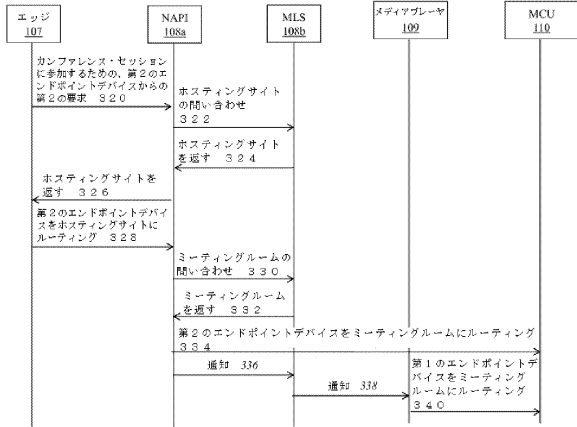 エッジ
107
NAPI
108a
MLS
108b
メディアプレーヤ
109
MCU
110
カンファレンス・セッション
に参加するための、第2のエ
ンドポイントデバイスからの
第2の要求 320
ホスティングサイト
の問い合わせ
322
ホスティングサイト
を返す 324
ホスティングサイトを
返す 326
第2のエンドポイントデバイ
スをホスティングサイトに
ルーティング 328
ミーティングルームの
問い合わせ 330
ミーティングルーム
を返す 332
第2のエンドポイントデバイスをミーティングルームにルーティング
334
通知 336
通知 338
第1のエンドポイントデ
バイスをミーティング
ルームにルーティング
340